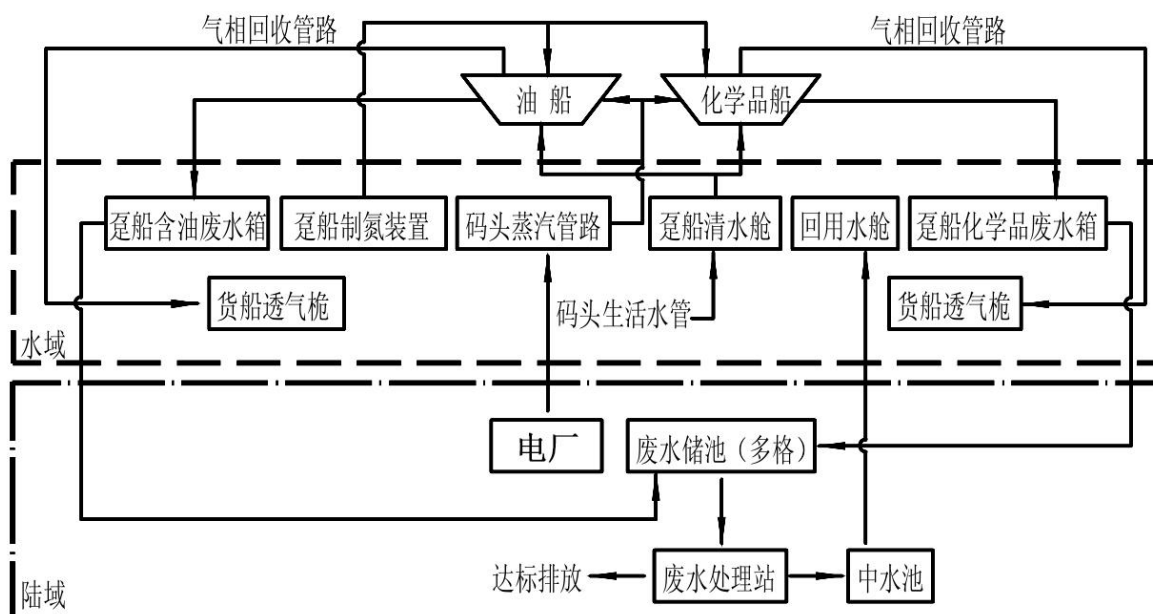 气相回收管路
气相回收管路
油 船
化学品船
趸船含油废水箱
趸船制氮装置
码头蒸汽管路
趸船清水舱
回用水舱
趸船化学品废水箱
货船透气桅
码头生活水管
货船透气桅
水域
电厂
废水储池（多格）
达标排放
废水处理站
中水池
陆域